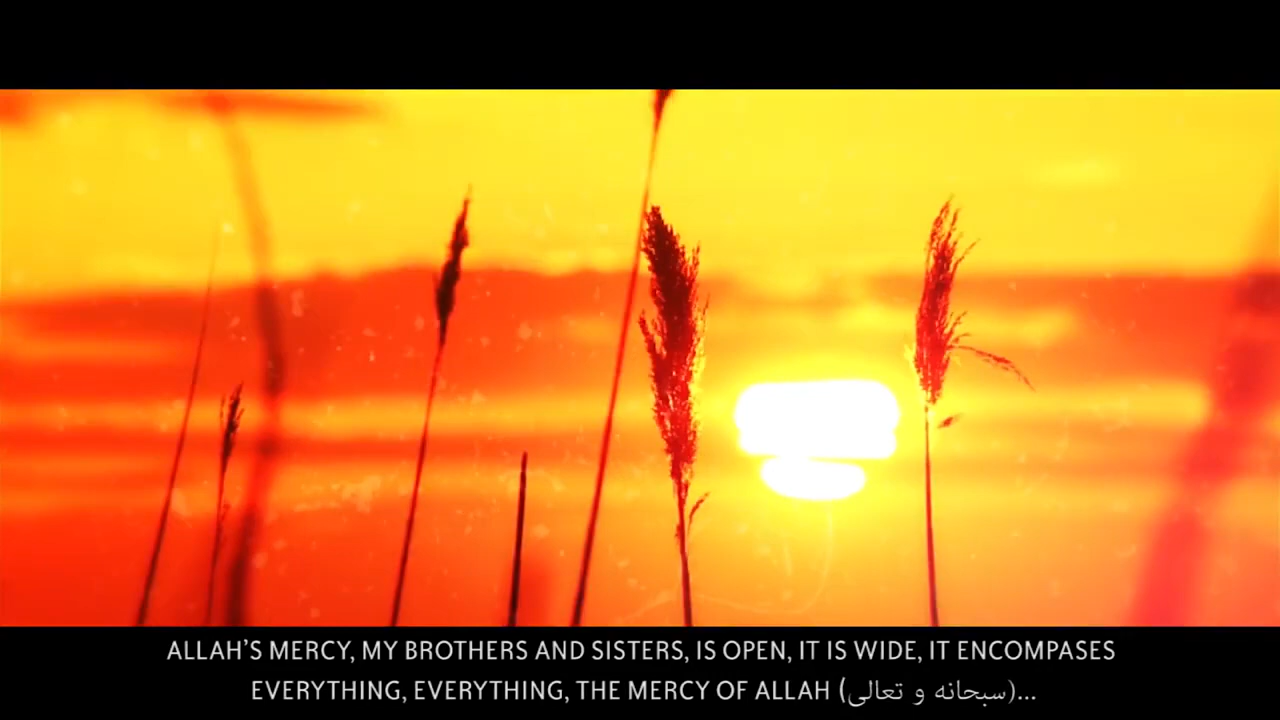 ALLAH'S MERCY, MY BROTHERS AND SISTERS, IS OPEN, IT IS WIDE, IT ENCOMPASES
EVERYTHING, EVERYTHING, THE MERCY OF ALLAH (سبحانه و تعالى)...